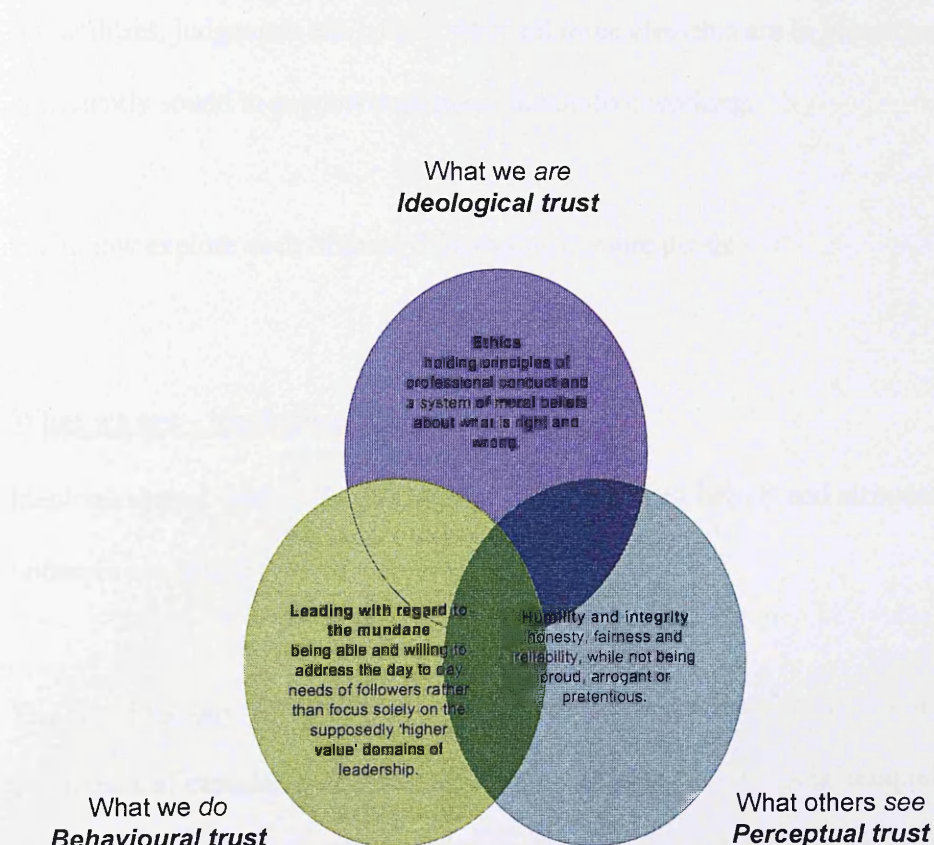 What we are
Ideological trust
Ethics
holding principles of
professional conduct and
a system of moral beliefs
about what is right and
wrong.
Leading with regard to
the mundane
being able and willing to
address the day to day
needs of followers rather
than focus solely on the
supposedly 'higher
value' domains of
leadership.
Humility and integrity
honesty, fairness and
reliability, while not being
proud, arrogant or
pretentious.
What we do
Behavioural trust
What others see
Perceptual trust